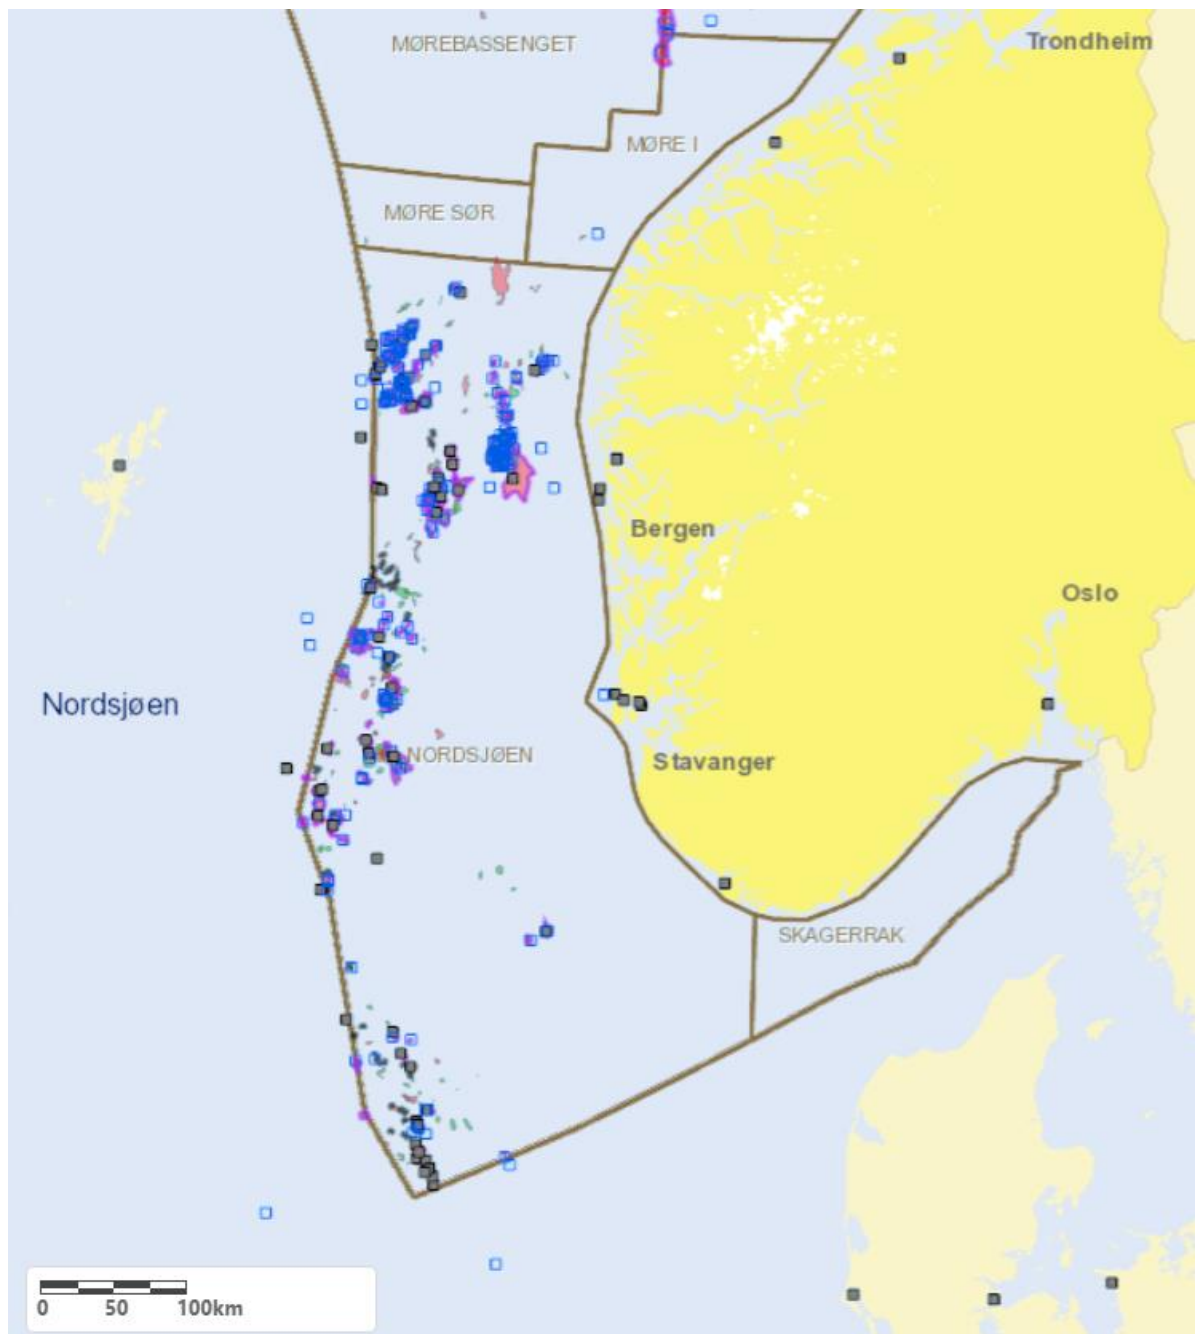 MØREBASSENGET
Trondheim
MØRE I
MØRE SØR
Bergen
Oslo
Nordsjøen
NORDSJØEN
Stavanger
SKAGERRAK
0 50 100km